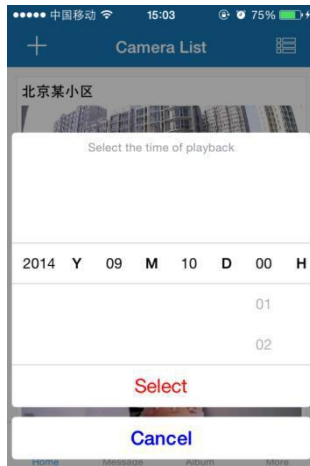 中国移动 15:03 75%
Camera List
北京某小区
Select the time of playback
2014 Y 09 M 10 D 00 H
01
02
Select
Cancel
Home Message Album More